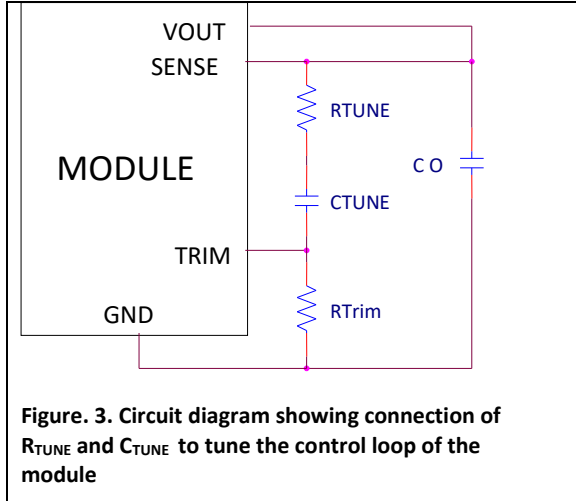 VOUT
SENSE
RTUNE
MODULE
C O
CTUNE
TRIM
GND
RTrim
Figure. 3. Circuit diagram showing connection of
RTUNE and CTUNE to tune the control loop of the
module